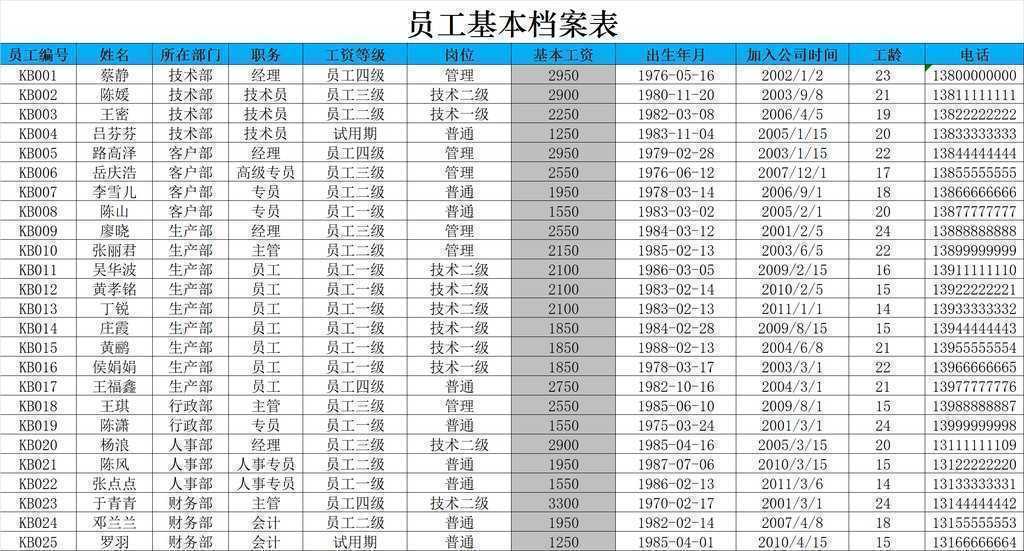 员工基本档案表
员工编号 姓名 所在部门 职务 工资等级 岗位 基本工资 出生年月 加入公司时间 工龄 电话
KB001 蔡静 技术部 经理 员工四级 管理 2950 1976-05-16 2002/1/2 23 13800000000
KB002 陈媛 技术部 技术员 员工三级 技术二级 2900 1980-11-20 2003/9/8 21 13811111111
KB003 王密 技术部 技术员 员工二级 技术一级 2250 1982-03-08 2006/4/5 19 13822222222
KB004 吕芬芬 技术部 技术员 试用期 普通 1250 1983-11-04 2005/1/15 20 13833333333
KB005 路高泽 客户部 经理 员工四级 管理 2950 1979-02-28 2003/1/15 22 13844444444
KB006 岳庆浩 客户部 高级专员 员工三级 管理 2550 1976-06-12 2007/12/1 17 13855555555
KB007 李雪儿 客户部 专员 员工二级 普通 1950 1978-03-14 2006/9/1 18 13866666666
KB008 陈山 客户部 专员 员工一级 普通 1550 1983-03-02 2005/2/1 20 13877777777
KB009 廖晓 生产部 经理 员工三级 管理 2550 1984-03-12 2001/2/5 24 13888888888
KB010 张丽君 生产部 主管 员工二级 管理 2150 1985-02-13 2003/6/5 22 13899999999
KB011 吴华波 生产部 员工 员工一级 技术二级 2100 1986-03-05 2009/2/15 16 13911111110
KB012 黄孝铭 生产部 员工 员工一级 技术二级 2100 1982-02-14 2010/2/5 15 13922222221
KB013 丁锐 生产部 员工 员工一级 技术二级 2100 1983-02-13 2011/1/1 14 13933333332
KB014 庄霞 生产部 员工 员工一级 技术一级 1850 1984-02-28 2009/8/15 15 13944444443
KB015 黄鹂 生产部 员工 员工一级 技术一级 1850 1988-02-13 2004/6/8 21 13955555554
KB016 侯娟娟 生产部 员工 员工一级 技术一级 1850 1978-03-17 2003/3/1 22 13966666665
KB017 王福鑫 生产部 员工 员工四级 普通 2750 1982-10-16 2004/3/1 21 13977777776
KB018 王琪 行政部 主管 员工三级 管理 2550 1985-06-10 2009/8/1 15 13988888887
KB019 陈潇 行政部 专员 员工一级 普通 1550 1975-03-24 2001/3/1 24 13999999998
KB020 杨浪 人事部 经理 员工三级 技术二级 2900 1985-04-16 2005/3/15 20 13111111109
KB021 陈风 人事部 人事专员 员工二级 普通 1950 1987-07-06 2010/3/15 15 13122222220
KB022 张点点 人事部 人事专员 员工一级 普通 1550 1986-02-13 2011/3/6 14 13133333331
KB023 于青青 财务部 主管 员工四级 技术二级 3300 1970-02-17 2001/3/1 24 13144444442
KB024 邓兰兰 财务部 会计 员工二级 普通 1950 1982-02-14 2007/4/8 18 13155555553
KB025 罗羽 财务部 会计 试用期 普通 1250 1985-04-01 2010/4/15 15 13166666664